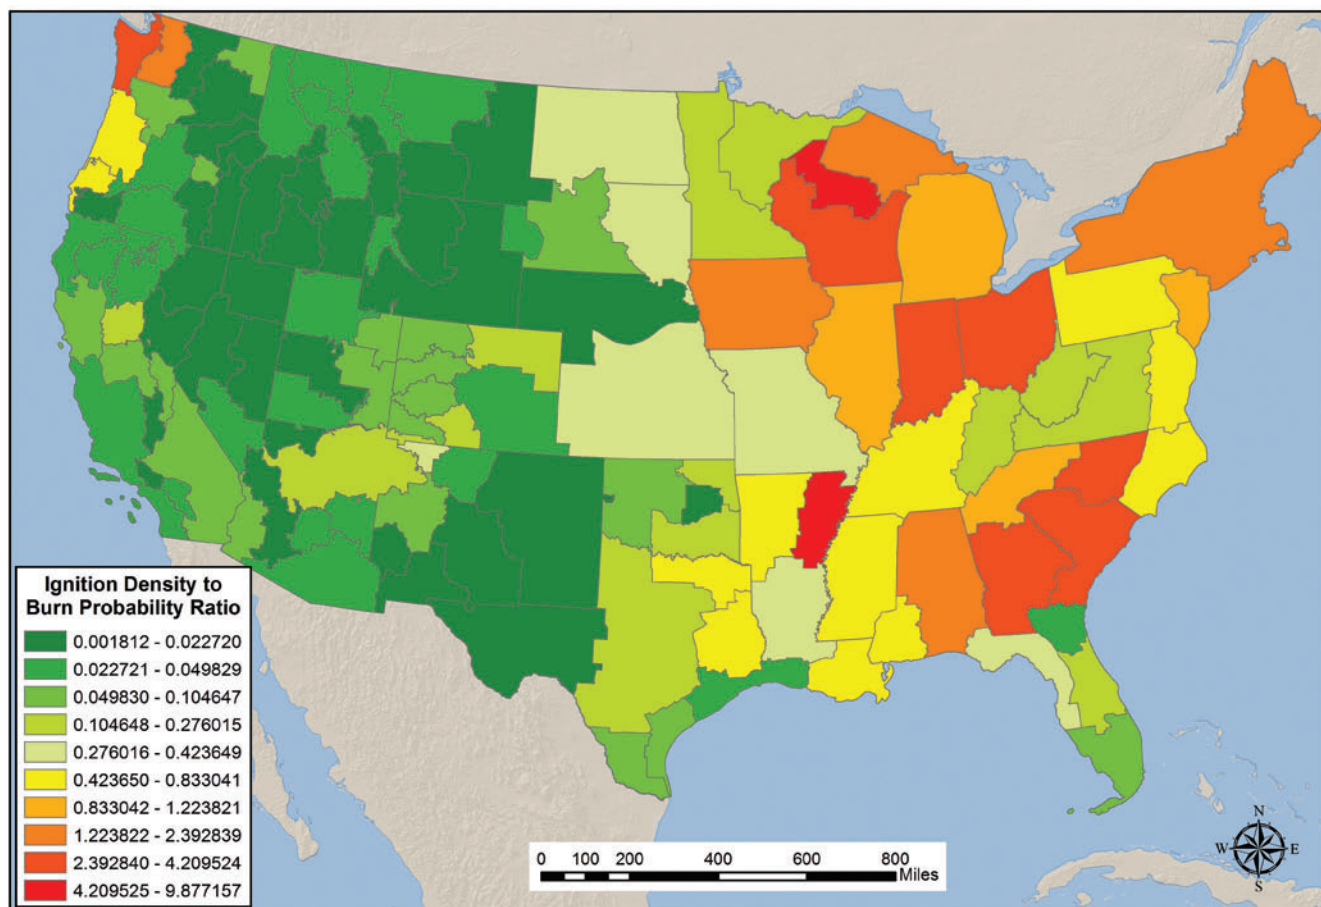 Ignition Density to
Burn Probability Ratio
0.001812 - 0.022720
0.022721 - 0.049829
0.049830 - 0.104647
0.104648 - 0.276015
0.276016 - 0.423649
0.423650 - 0.833041
0.833042 - 1.223821
1.223822 - 2.392839
2.392840 - 4.209524
4.209525 - 9.877157
0 100 200 400 600 800
Miles
N
W E
S